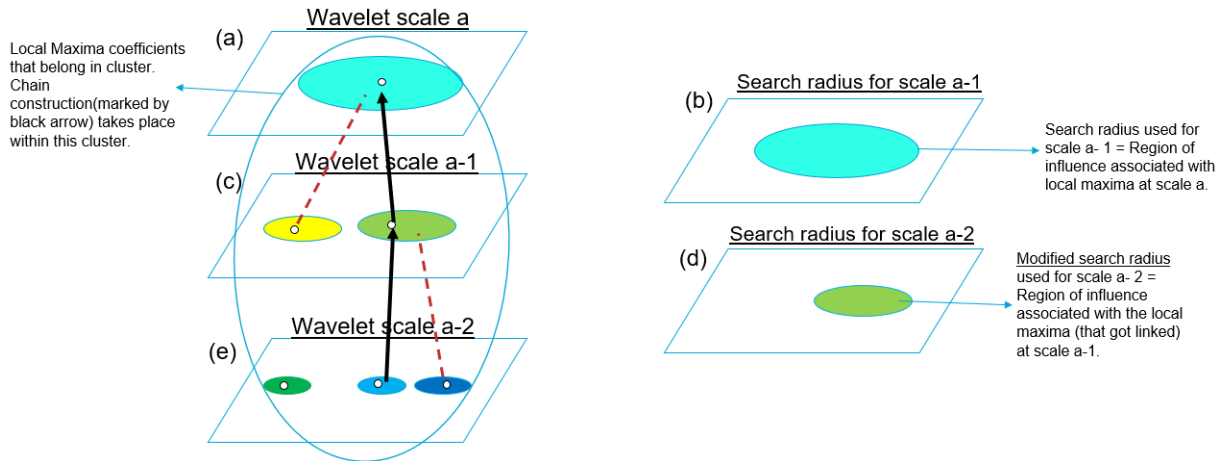 Wavelet scale a
(a)
Local Maxima coefficients
that belong in cluster.
Chain
construction(marked by
black arrow) takes place
within this cluster.
Wavelet scale a-1
(c)
Wavelet scale a-2
(e)
Search radius for scale a-1
(b)
Search radius used for
scale a- 1 = Region of
influence associated with
local maxima at scale a.
Search radius for scale a-2
(d)
Modified search radius
used for scale a- 2 =
Region of influence
associated with the local
maxima (that got linked)
at scale a-1.